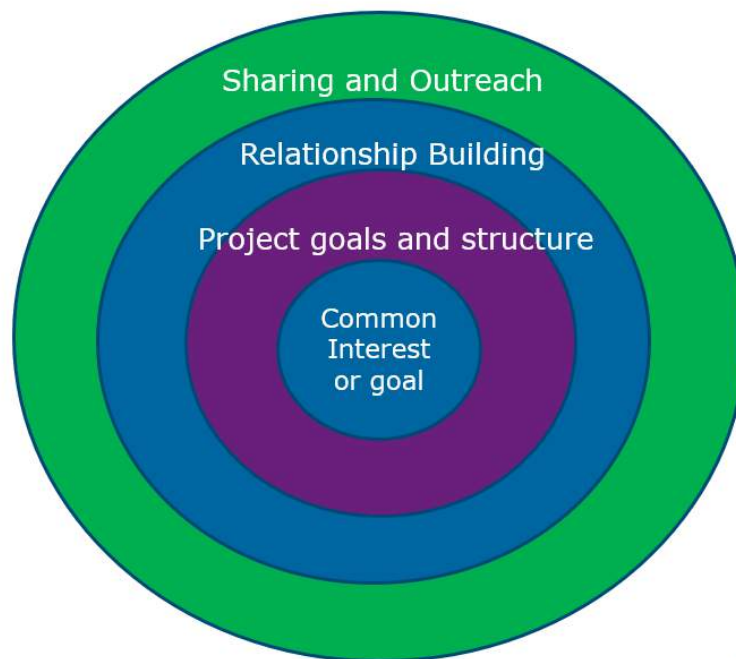 Sharing and Outreach
Relationship Building
Project goals and structure
Common
Interest
or goal